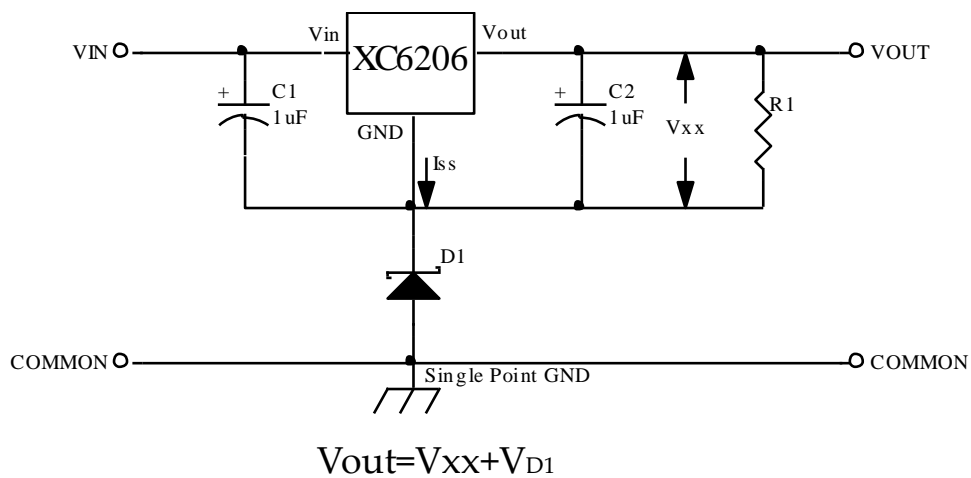 VIN
Vin
XC6206
Vout
VOUT
+
C1
1uF
GND
+
C2
1uF
Vxx
R1
Iss
D1
COMMON
COMMON
Single Point GND
Vout=Vxx+VD1